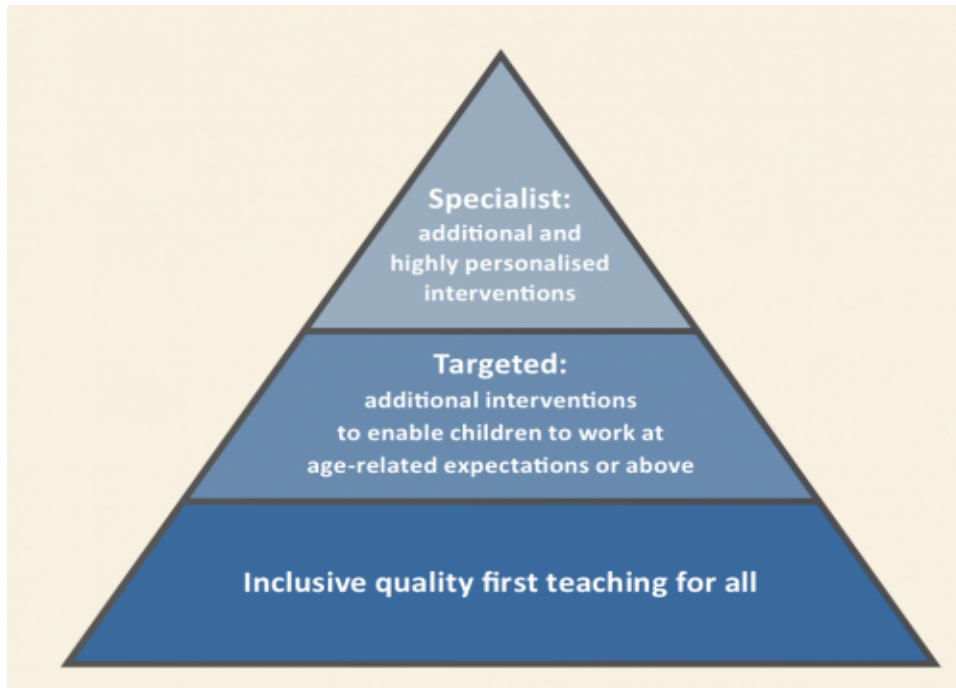 Specialist:
additional and
highly personalised
interventions
Targeted:
additional interventions
to enable children to work at
age-related expectations or above
Inclusive quality first teaching for all